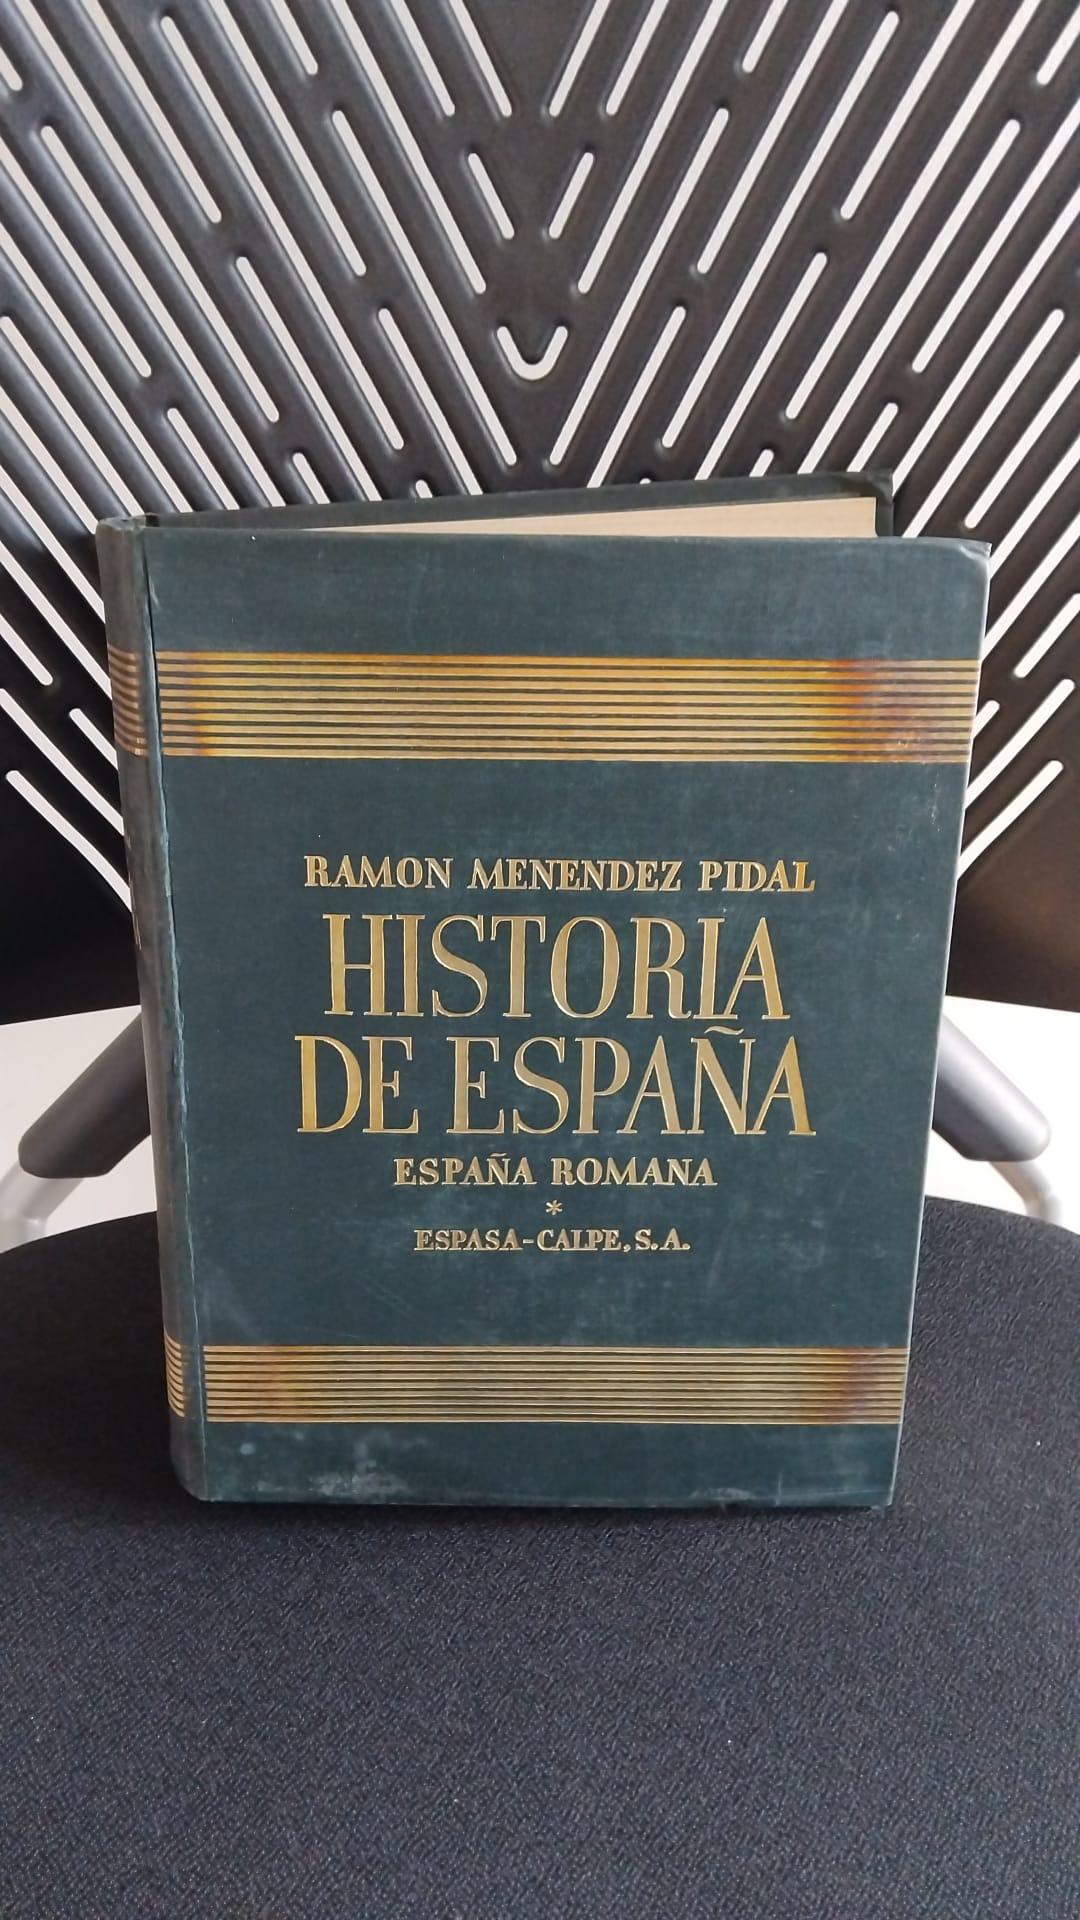 RAMON MENENDEZ PIDAL
HISTORIA
DE ESPAÑA
ESPAÑA ROMANA
*
ESPASA-CALPE, S.A.